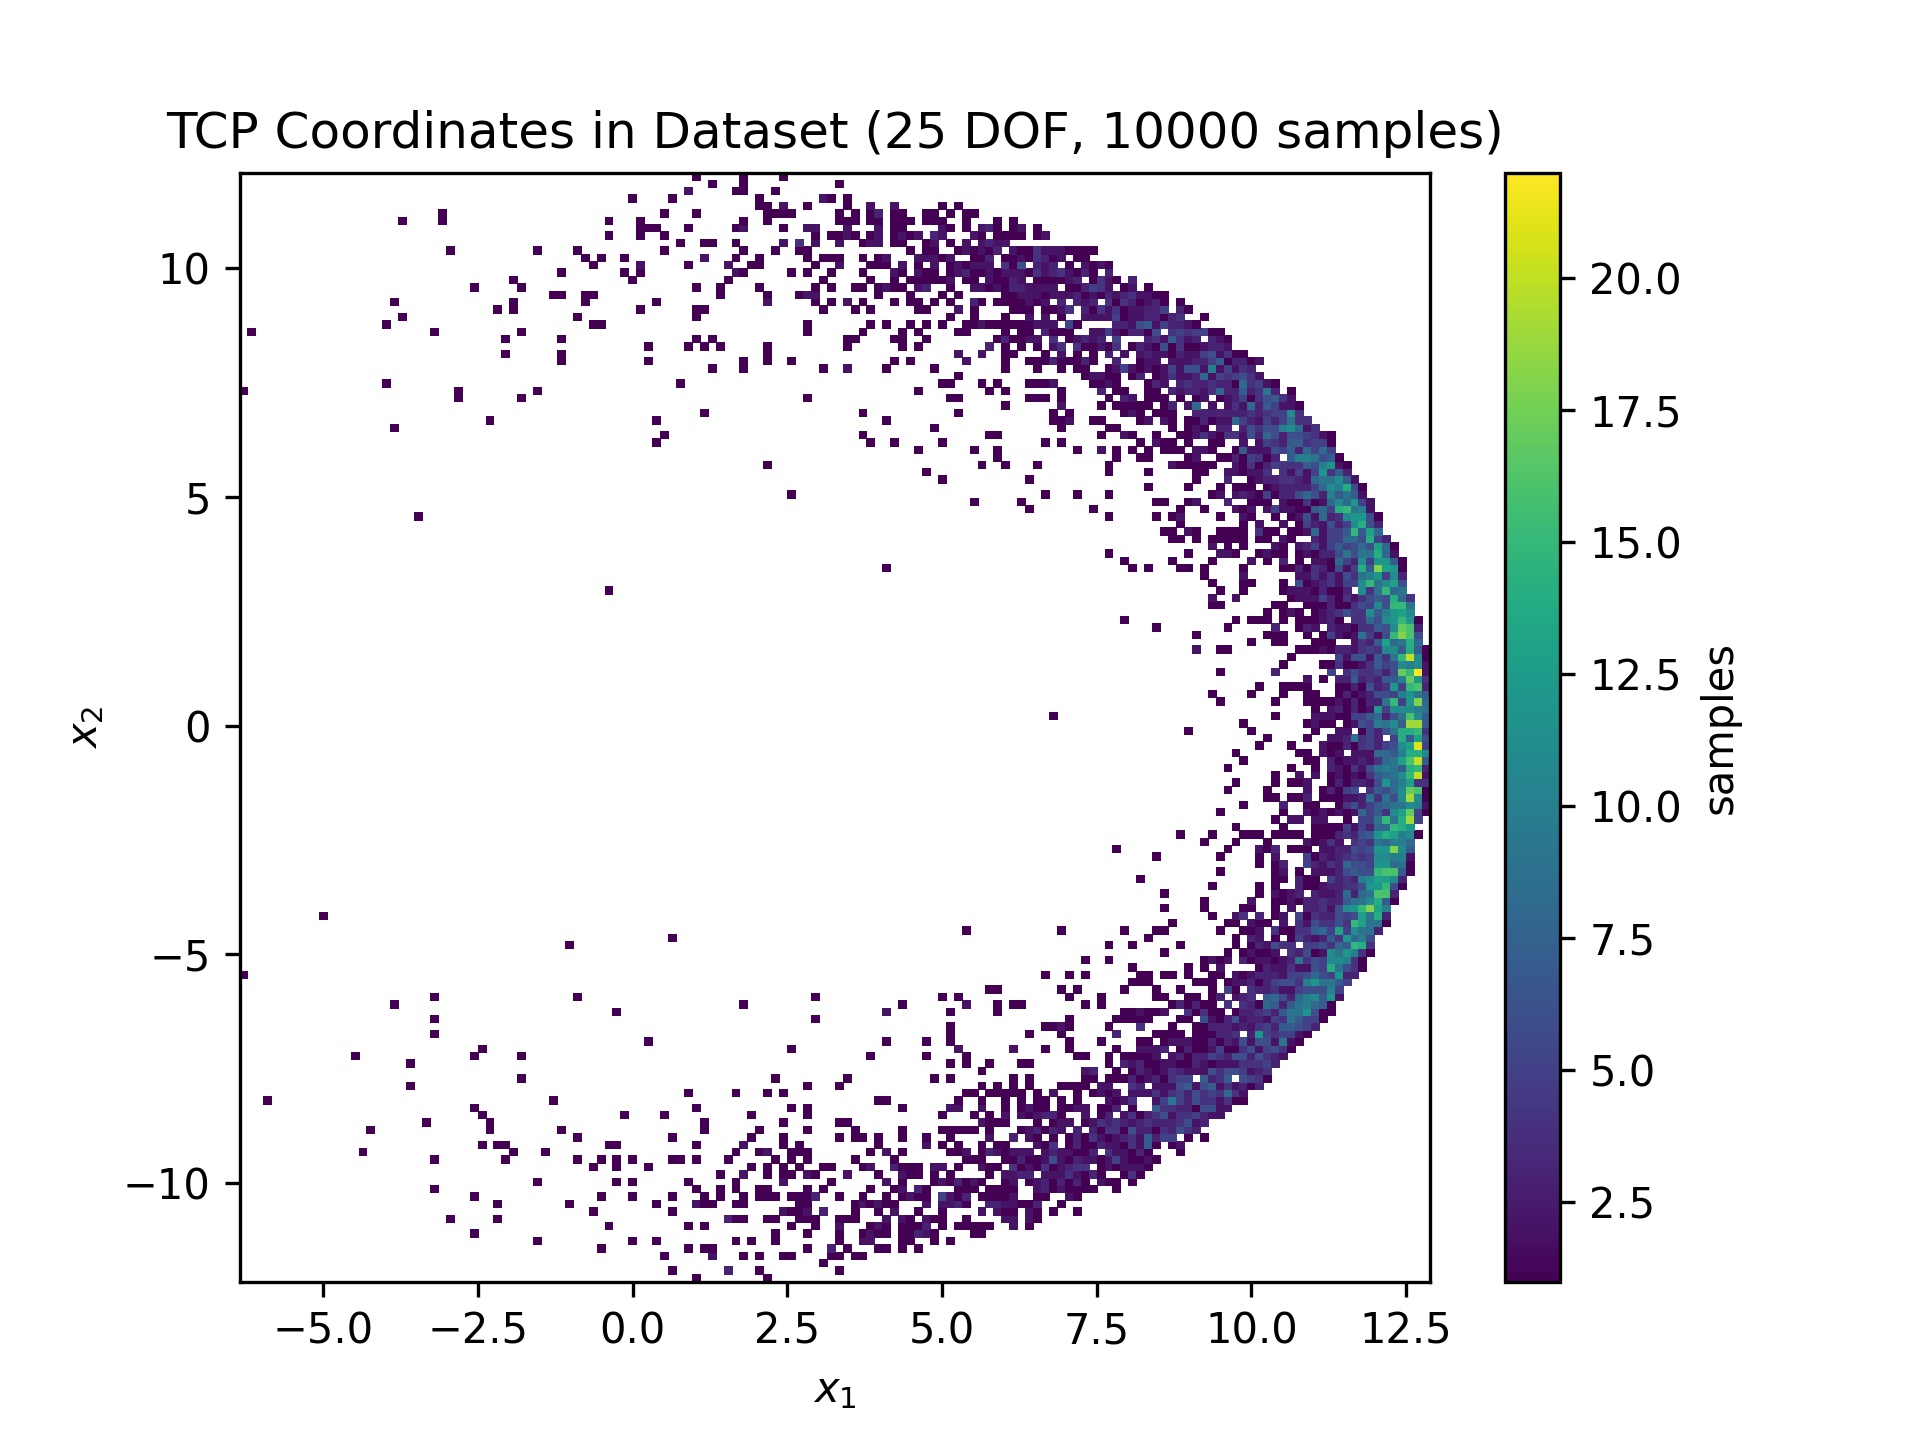 TCP Coordinates in Dataset (25 DOF, 10000 samples)
10
5
0
−5
−10
x₂
−5.0 −2.5 0.0 2.5 5.0 7.5 10.0 12.5
x₁
20.0
17.5
15.0
12.5
10.0
7.5
5.0
2.5
samples